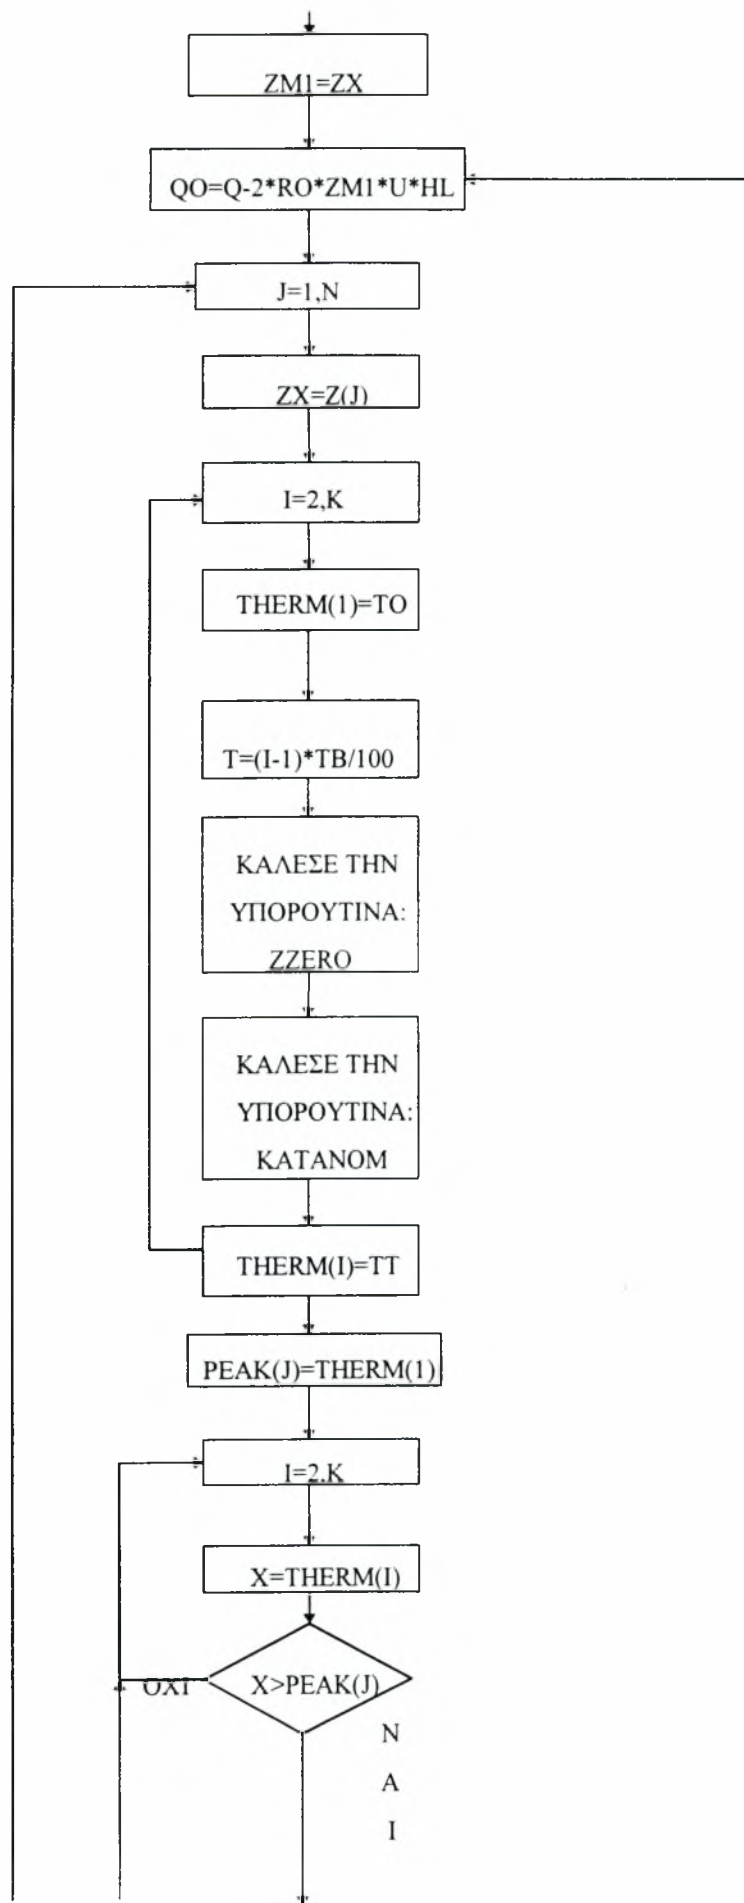 ZM1=ZX
QO=Q-2*RO*ZM1*U*HL
J=1,N
ZX=Z(J)
I=2,K
THERM(1)=TO
T=(I-1)*TB/100
ΚΑΛΕΣΕ ΤΗΝ
ΥΠΟΡΟΥΤΙΝΑ:
ZZERO
ΚΑΛΕΣΕ ΤΗΝ
ΥΠΟΡΟΥΤΙΝΑ:
KATANOM
THERM(I)=TT
PEAK(J)=THERM(1)
I=2.K
X=THERM(I)
ΟΧΙ
X>PEAK(J)
Ν
Α
Ι